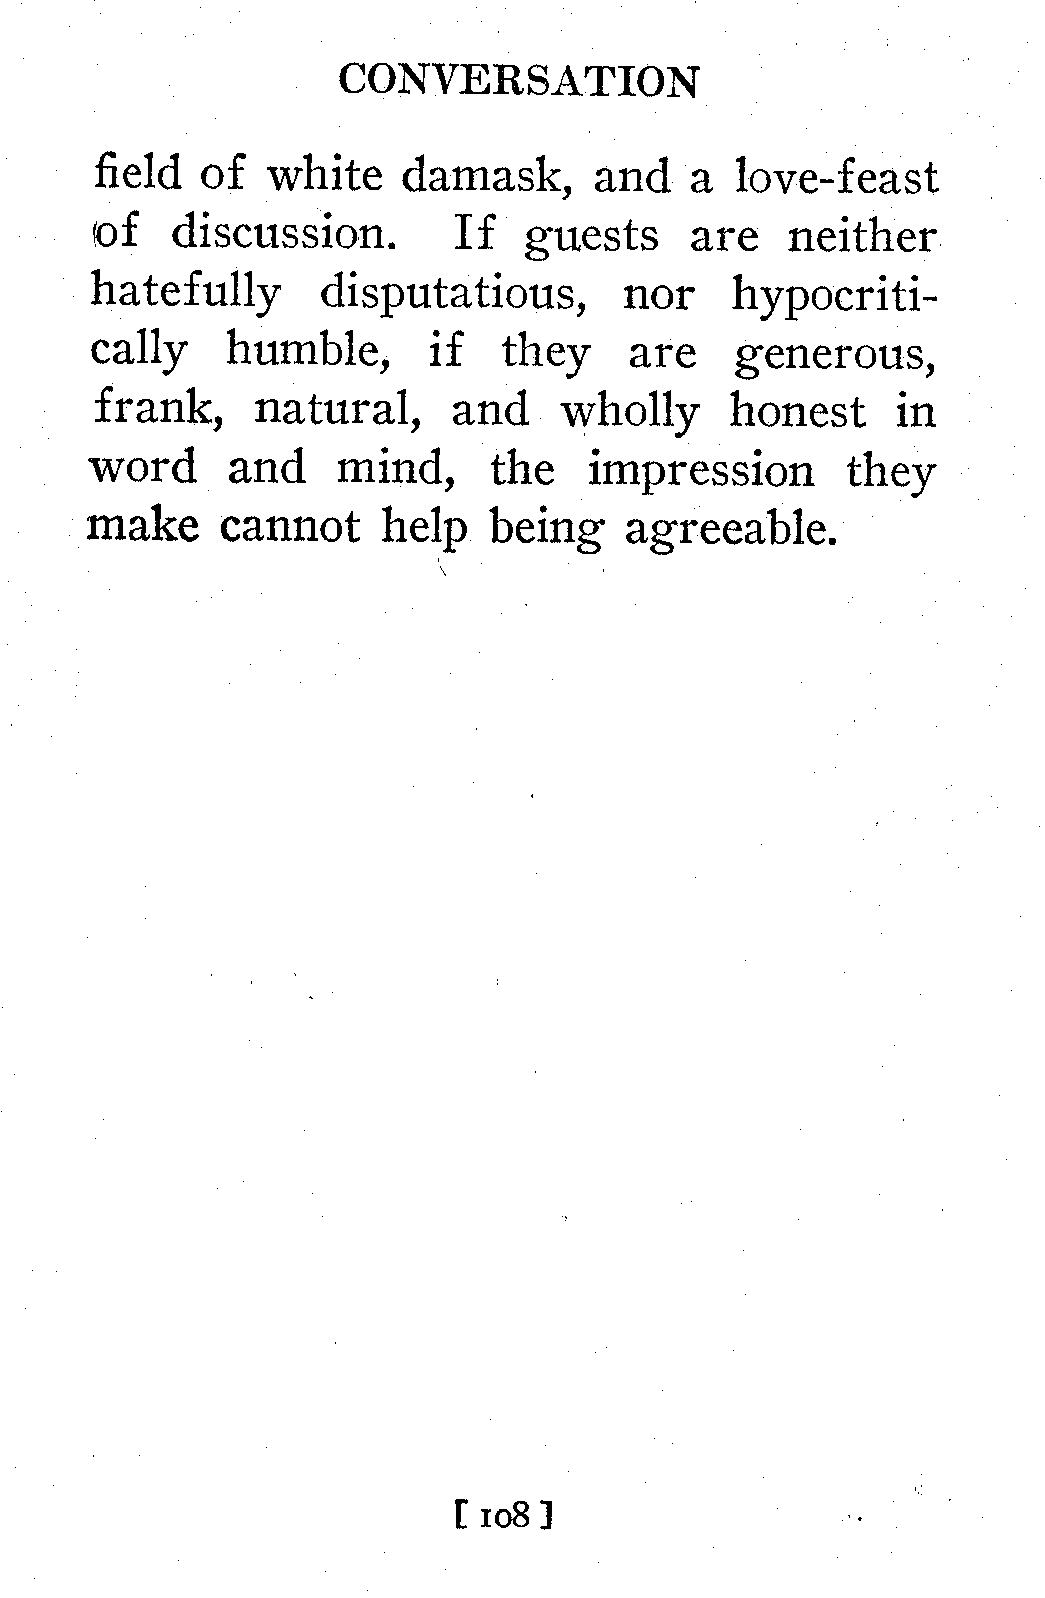 CONVERSATION
field of white damask, and a love-feast
of discussion. If guests are neither
hatefully disputatious, nor hypocriti-
cally humble, if they are generous,
frank, natural, and wholly honest in
word and mind, the impression they
make cannot help being agreeable.
[ 108 ]